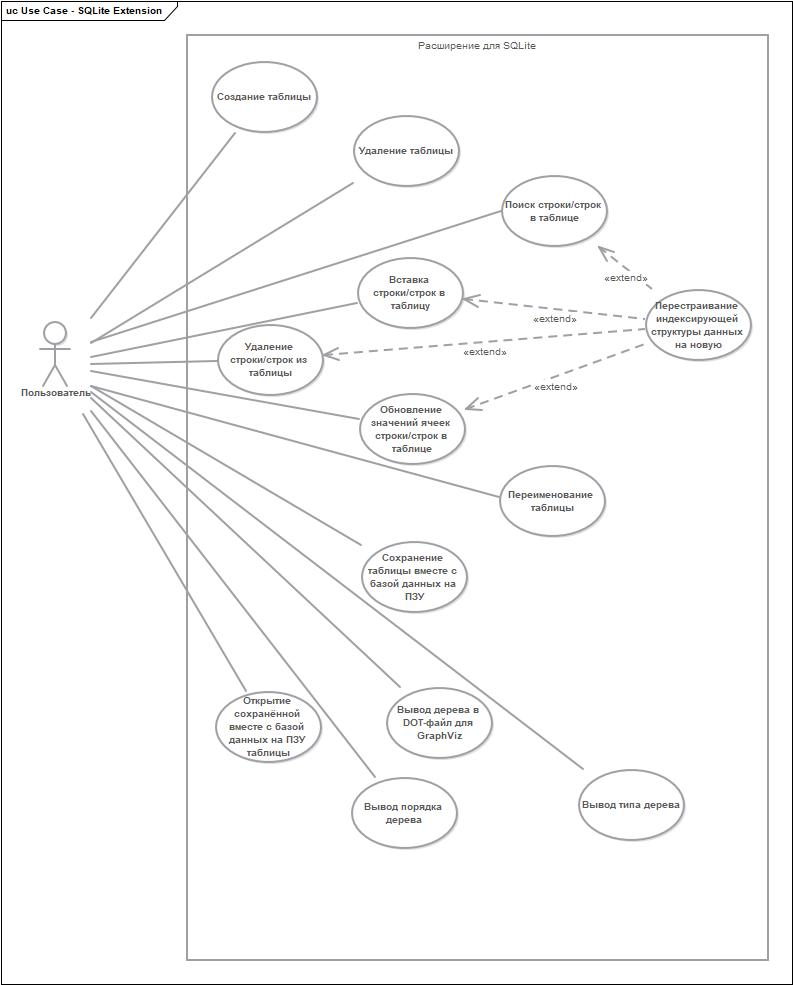 uc Use Case - SQLite Extension
Расширение для SQLite
Создание таблицы
Удаление таблицы
Поиск строки/строк
в таблице
«extend»
Вставка
строки/строк в
таблицу
«extend»
Перестраивание
индексирующей
структуры данных
на новую
Удаление
строки/строк из
таблицы
«extend»
Пользователь
«extend»
Обновление
значений ячеек
строки/строк в
таблице
Переименование
таблицы
Сохранение
таблицы вместе с
базой данных на
ПЗУ
Открытие
сохранённой
вместе с базой
данных на ПЗУ
таблицы
Вывод дерева в
DOT-файл для
GraphViz
Вывод порядка
дерева
Вывод типа дерева